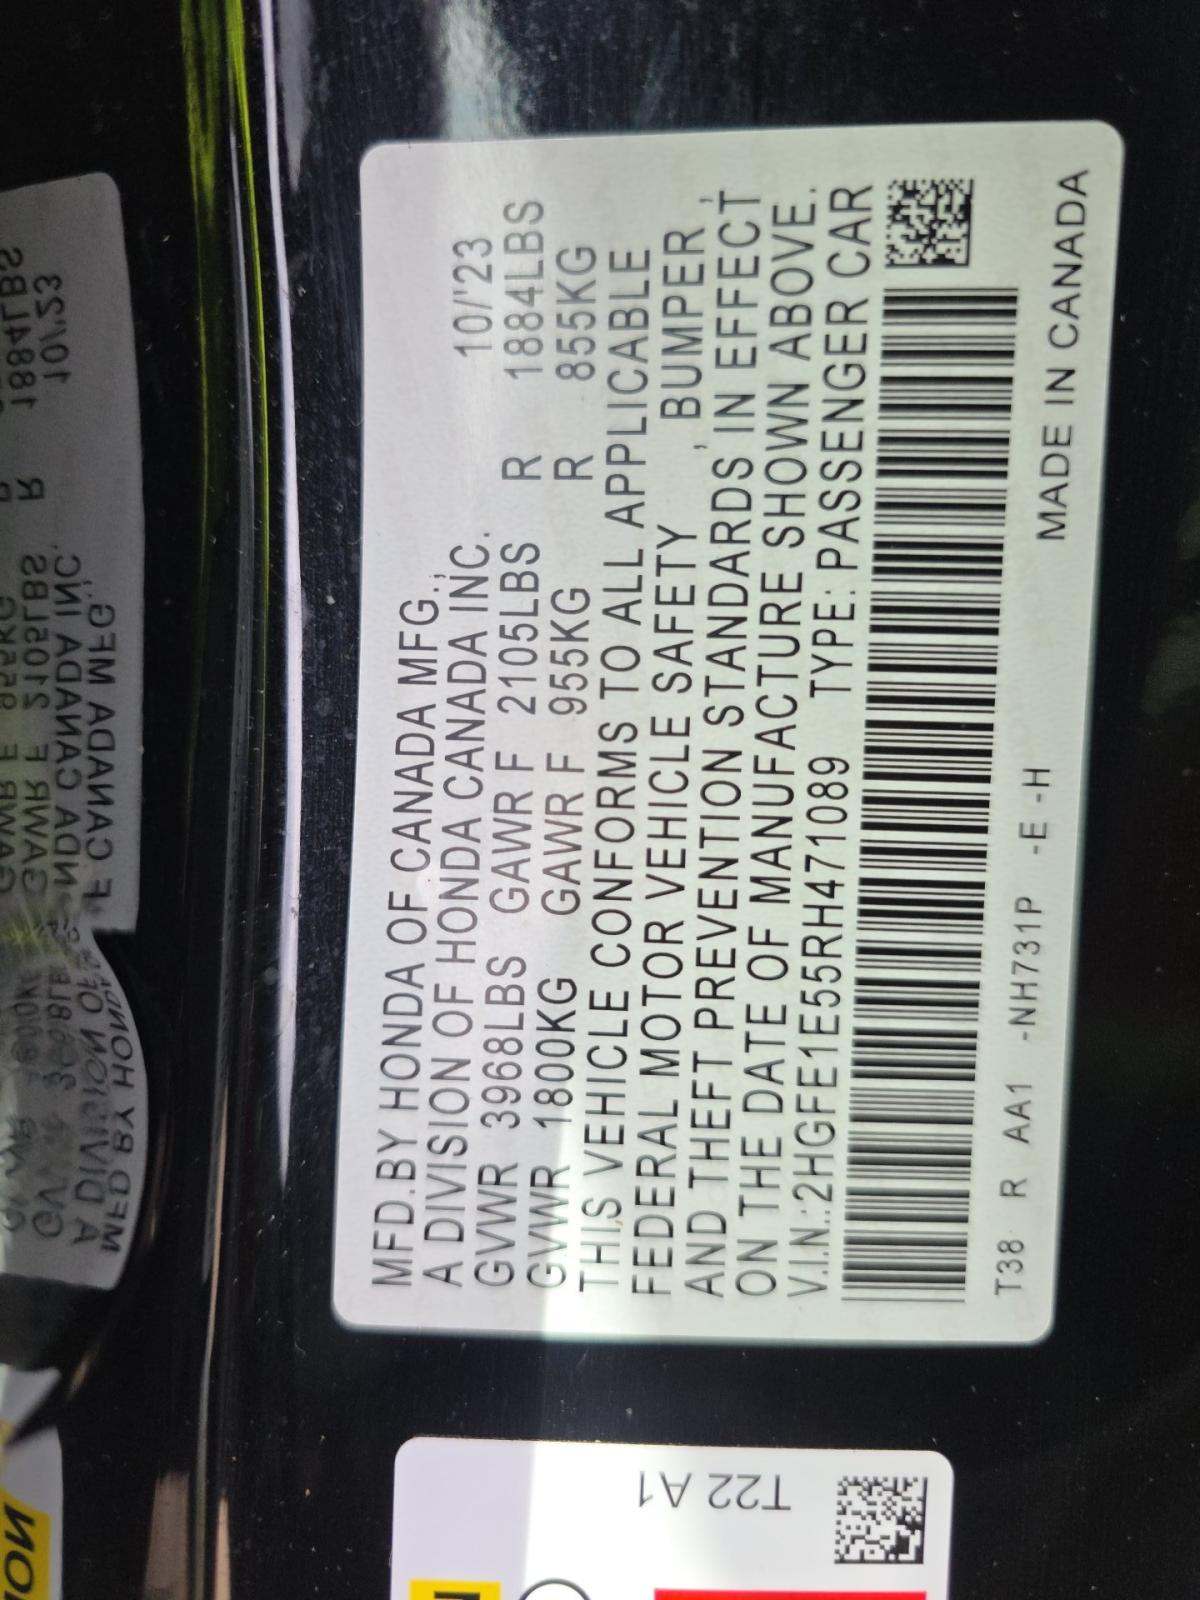 MFD.BY HONDA OF CANADA MFG.,
A DIVISION OF HONDA CANADA INC. 10/'23
GVWR 3968LBS GAWR F 2105LBS R 1884LBS
GVWR 1800KG GAWR F 955KG R 855KG
THIS VEHICLE CONFORMS TO ALL APPLICABLE
FEDERAL MOTOR VEHICLE SAFETY, BUMPER,
AND THEFT PREVENTION STANDARDS IN EFFECT
ON THE DATE OF MANUFACTURE SHOWN ABOVE.
V.I.N.:2HGFE1E55RH471089 TYPE: PASSENGER CAR
T38 R AA1 -NH731P -E -H MADE IN CANADA
T22 A1